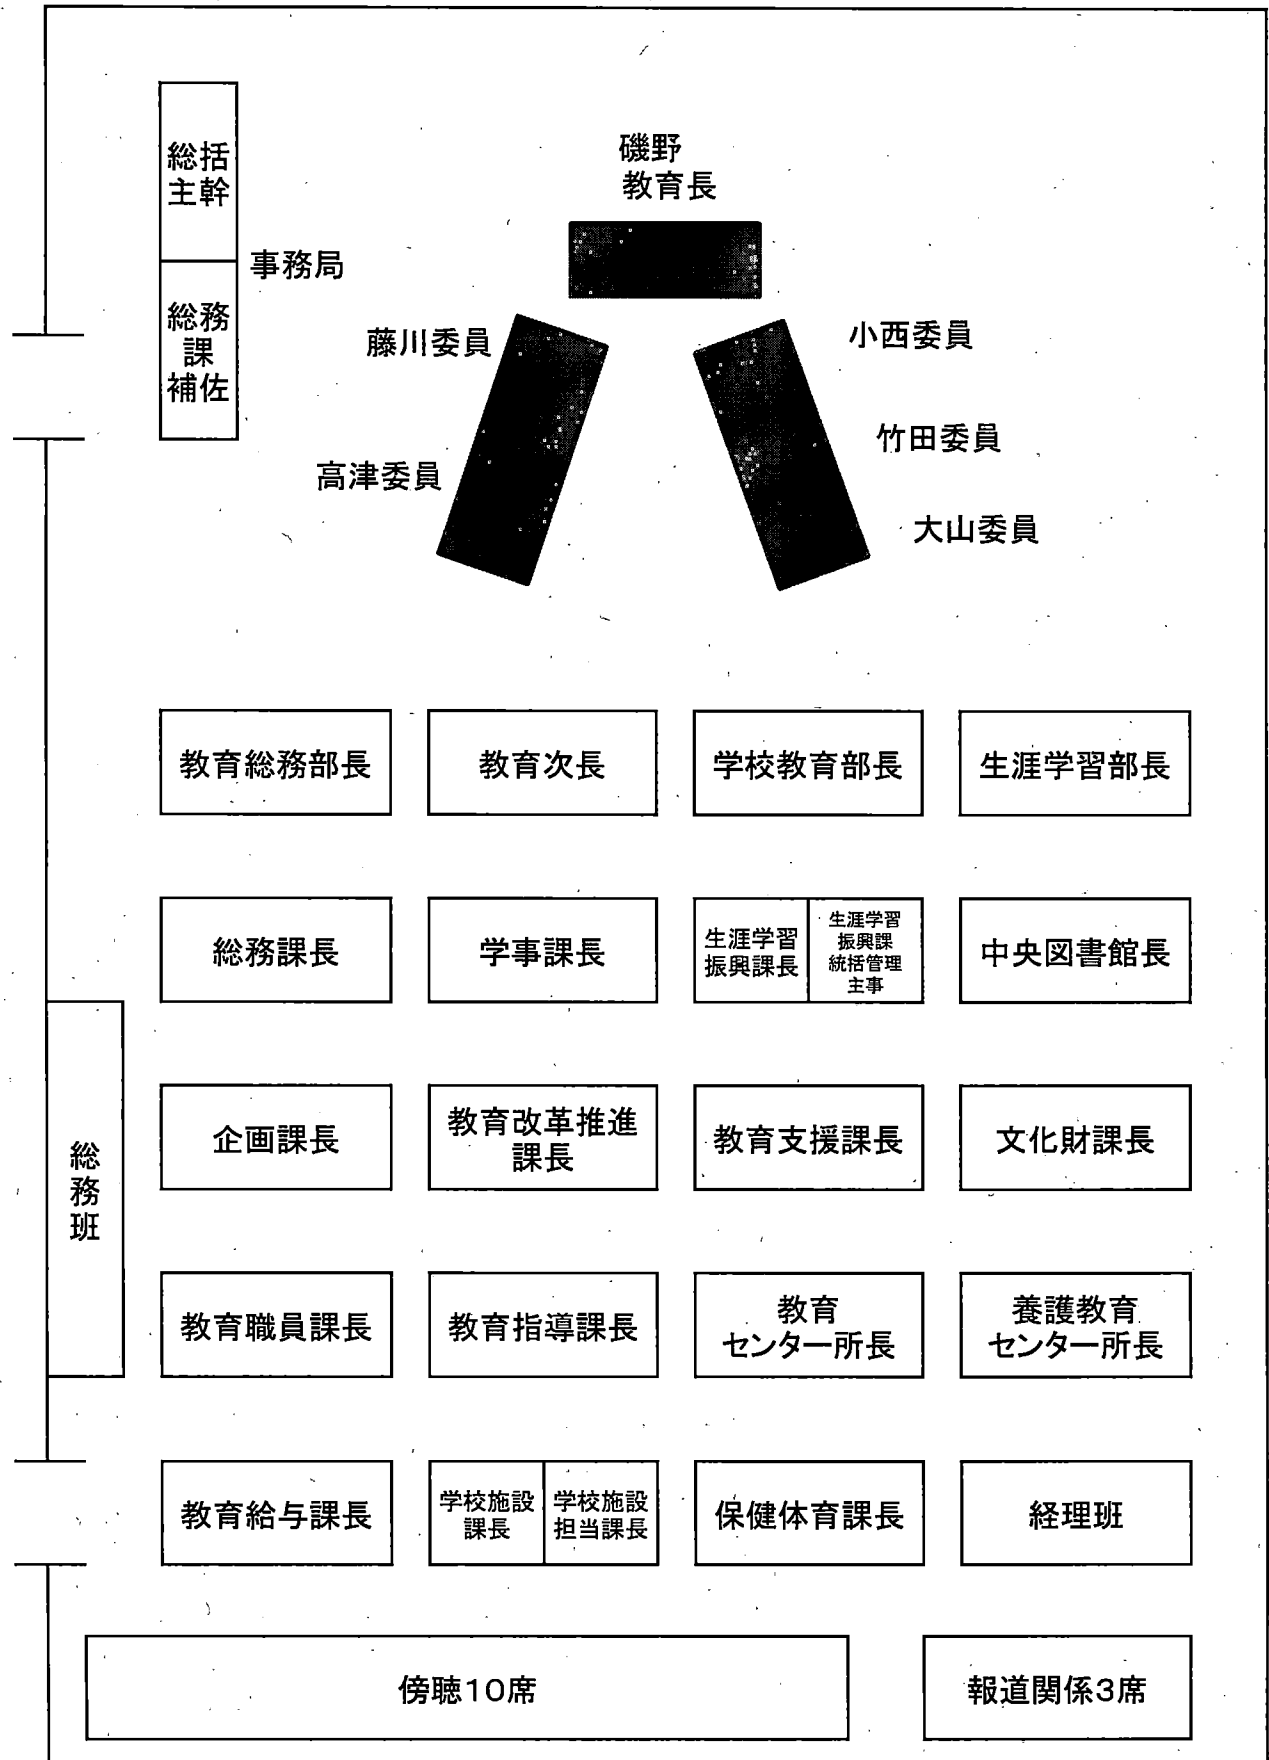 総括
主幹
事務局
総務
課
補佐
磯野
教育長
藤川委員
高津委員
小西委員
竹田委員
大山委員
教育総務部長
教育次長
学校教育部長
生涯学習部長
総務課長
学事課長
生涯学習
振興課長
生涯学習
振興課
統括管理
主事
中央図書館長
総務班
企画課長
教育改革推進
課長
教育支援課長
文化財課長
教育職員課長
教育指導課長
教育
センター所長
養護教育
センター所長
教育給与課長
学校施設
課長
学校施設
担当課長
保健体育課長
経理班
傍聴10席
報道関係3席